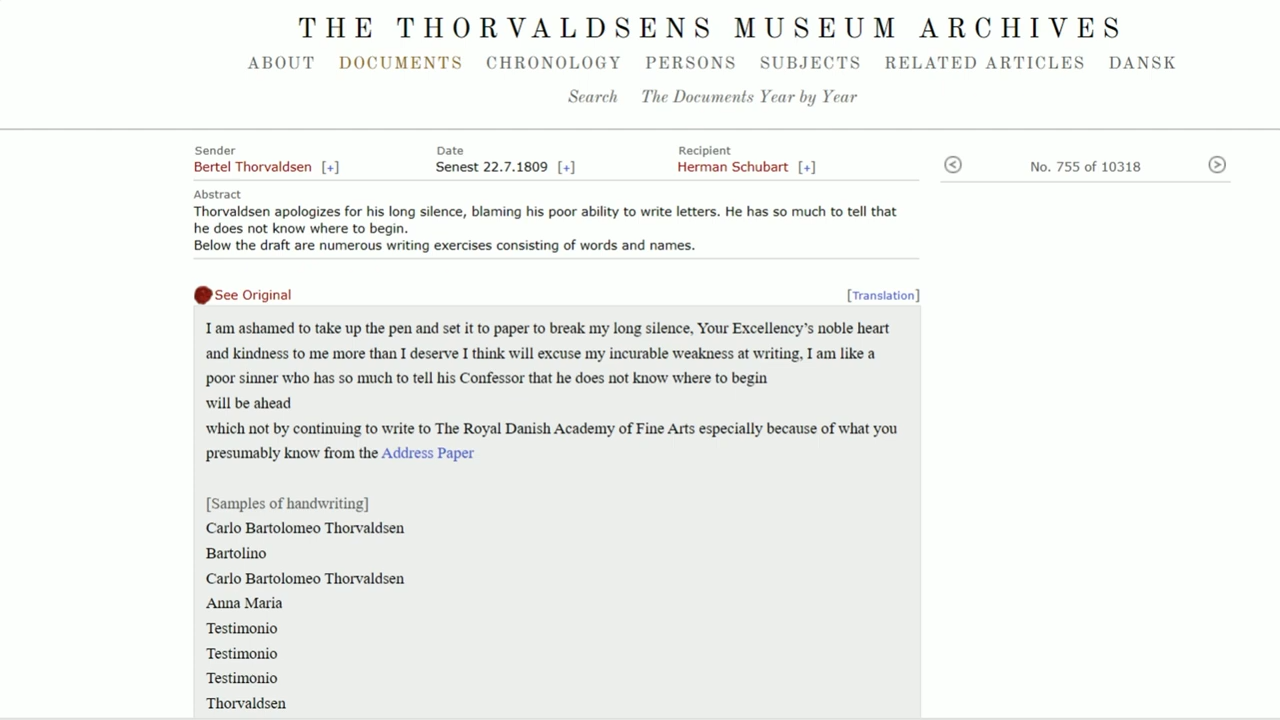 THE THORVALDSENS MUSEUM ARCHIVES
ABOUT DOCUMENTS CHRONOLOGY PERSONS SUBJECTS RELATED ARTICLES DANSK
Search The Documents Year by Year
Sender Date Recipient
Bertel Thorvaldsen [+] Senest 22.7.1809 [+] Herman Schubart [+] No. 755 of 10318
Abstract
Thorvaldsen apologizes for his long silence, blaming his poor ability to write letters. He has so much to tell that
he does not know where to begin.
Below the draft are numerous writing exercises consisting of words and names.
See Original [Translation]
I am ashamed to take up the pen and set it to paper to break my long silence, Your Excellency’s noble heart
and kindness to me more than I deserve I think will excuse my incurable weakness at writing, I am like a
poor sinner who has so much to tell his Confessor that he does not know where to begin
will be ahead
which not by continuing to write to The Royal Danish Academy of Fine Arts especially because of what you
presumably know from the Address Paper
[Samples of handwriting]
Carlo Bartolomeo Thorvaldsen
Bartolino
Carlo Bartolomeo Thorvaldsen
Anna Maria
Testimonio
Testimonio
Testimonio
Thorvaldsen